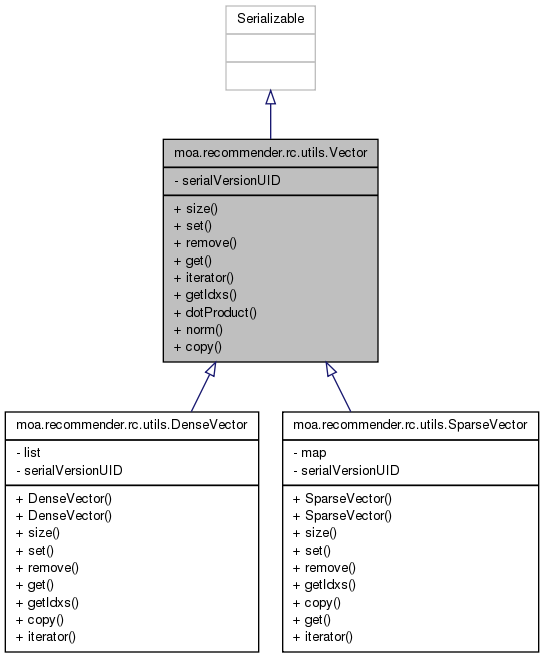 Serializable
moa.recommender.rc.utils.Vector
- serialVersionUID
+ size()
+ set()
+ remove()
+ get()
+ iterator()
+ getIdxs()
+ dotProduct()
+ norm()
+ copy()
moa.recommender.rc.utils.DenseVector
- list
- serialVersionUID
+ DenseVector()
+ DenseVector()
+ size()
+ set()
+ remove()
+ get()
+ getIdxs()
+ copy()
+ iterator()
moa.recommender.rc.utils.SparseVector
- map
- serialVersionUID
+ SparseVector()
+ SparseVector()
+ size()
+ set()
+ remove()
+ getIdxs()
+ copy()
+ get()
+ iterator()